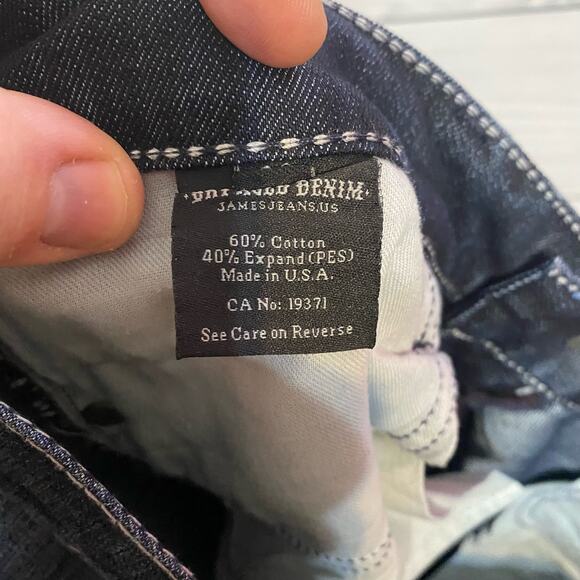 DENIM
JAMESJEANS.US
60% Cotton
40% Expand(PES)
Made in U.S.A.
CA No: 19371
See Care on Reverse